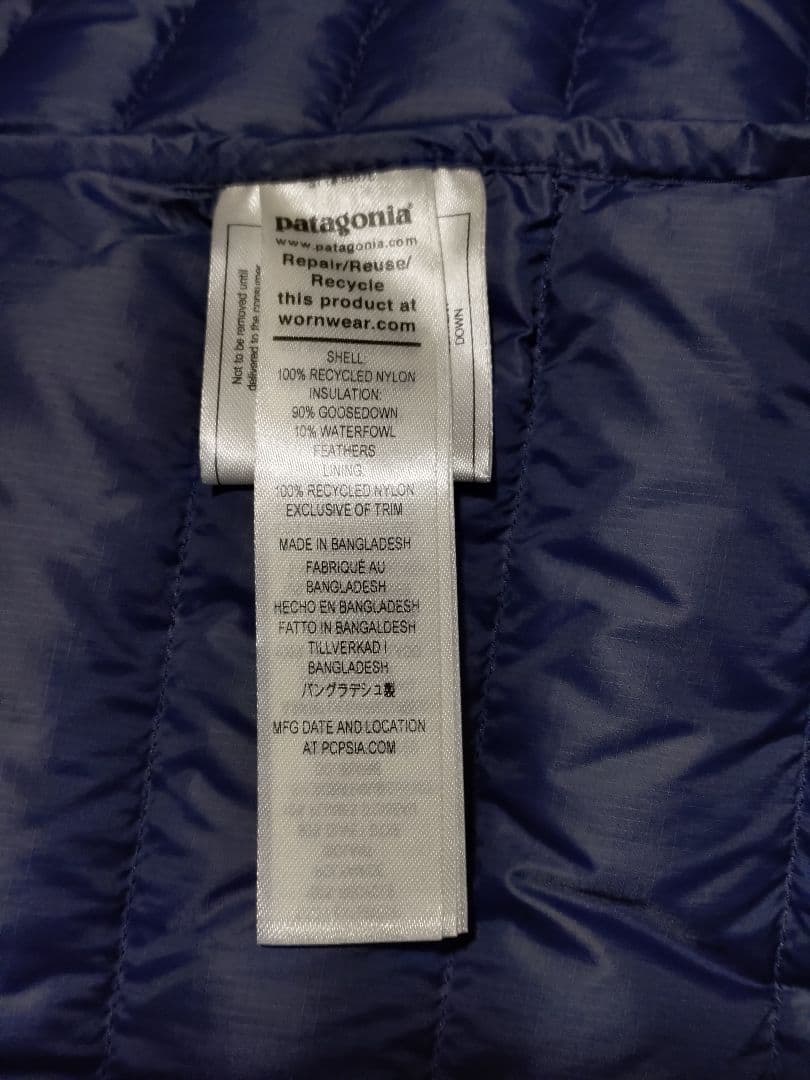 patagonia®
www.patagonia.com
Repair/Reuse/
Recycle
this product at
wornwear.com
SHELL:
100% RECYCLED NYLON
INSULATION:
90% GOOSEDOWN
10% WATERFOWL
FEATHERS
LINING:
100% RECYCLED NYLON
EXCLUSIVE OF TRIM
MADE IN BANGLADESH
FABRIQUÉ AU
BANGLADESH
HECHO EN BANGLADESH
FATTO IN BANGALDESH
TILLVERKAD I
BANGLADESH
バングラデシュ製
MFG DATE AND LOCATION
AT PCPSIA.COM
Not to be removed until
delivered to the consumer
DOWN